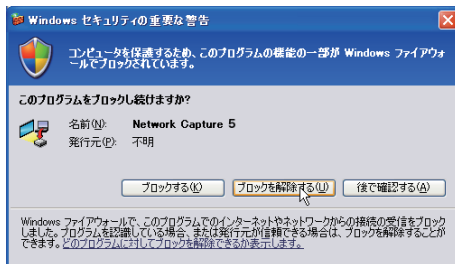 Windows セキュリティの重要な警告
コンピュータを保護するため、このプログラムの機能の一部が Windows ファイアウォ
ールでブロックされています。
このプログラムをブロックし続けますか?
名前(N): Network Capture 5
発行元(P): 不明
ブロックする(K) ブロックを解除する(U) 後で確認する(A)
Windows ファイアウォールで、このプログラムでのインターネットやネットワークからの接続の受信をブロック
しました。プログラムを認識している場合、または発行元が信頼できる場合は、ブロックを解除することが
できます。どのプログラムに対してブロックを解除できるか表示します。